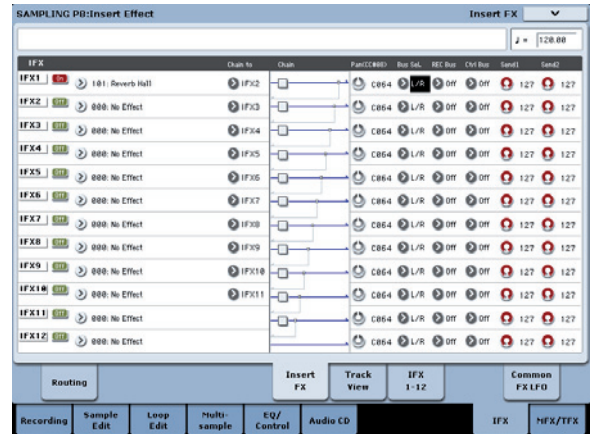 SAMPLING P8:Insert Effect Insert FX
♩ = 120.00
IFX Chain to Chain Pan(CC#8) Bus Sel. REC Bus Ctrl Bus Send1 Send2
IFX1 On 101: Reverb Hall IFX2 C064 L/R Off Off 127 127
IFX2 Off 000: No Effect IFX3 C064 L/R Off Off 127 127
IFX3 Off 000: No Effect IFX4 C064 L/R Off Off 127 127
IFX4 Off 000: No Effect IFX5 C064 L/R Off Off 127 127
IFX5 Off 000: No Effect IFX6 C064 L/R Off Off 127 127
IFX6 Off 000: No Effect IFX7 C064 L/R Off Off 127 127
IFX7 Off 000: No Effect IFX8 C064 L/R Off Off 127 127
IFX8 Off 000: No Effect IFX9 C064 L/R Off Off 127 127
IFX9 Off 000: No Effect IFX10 C064 L/R Off Off 127 127
IFX10 Off 000: No Effect IFX11 C064 L/R Off Off 127 127
IFX11 Off 000: No Effect C064 L/R Off Off 127 127
IFX12 Off 000: No Effect C064 L/R Off Off 127 127
Routing Insert FX Track View IFX 1-12 Common FX LFO
Recording Sample Edit Loop Edit Multi-sample EQ/Control Audio CD IFX MFX/TFX